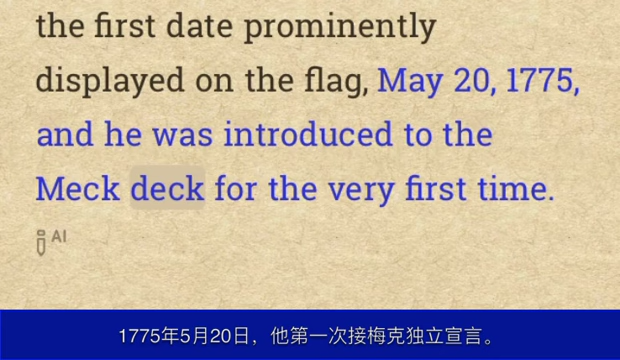 the first date prominently
displayed on the flag, May 20, 1775,
and he was introduced to the
Meck deck for the very first time.
AI
1775年5月20日，他第一次接梅克独立宣言。